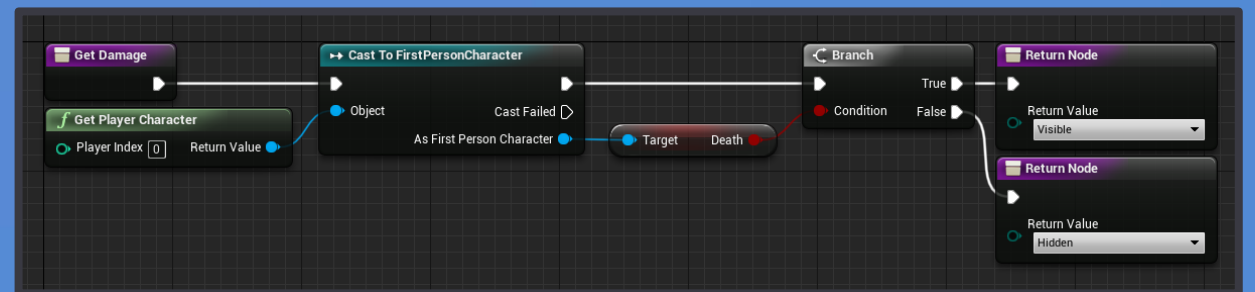 Get Damage
f Get Player Character
Player Index 0 Return Value
Cast To FirstPersonCharacter
Object
Cast Failed
As First Person Character
Target Death
Branch
True
Condition False
Return Node
Return Value
Visible
Return Node
Return Value
Hidden